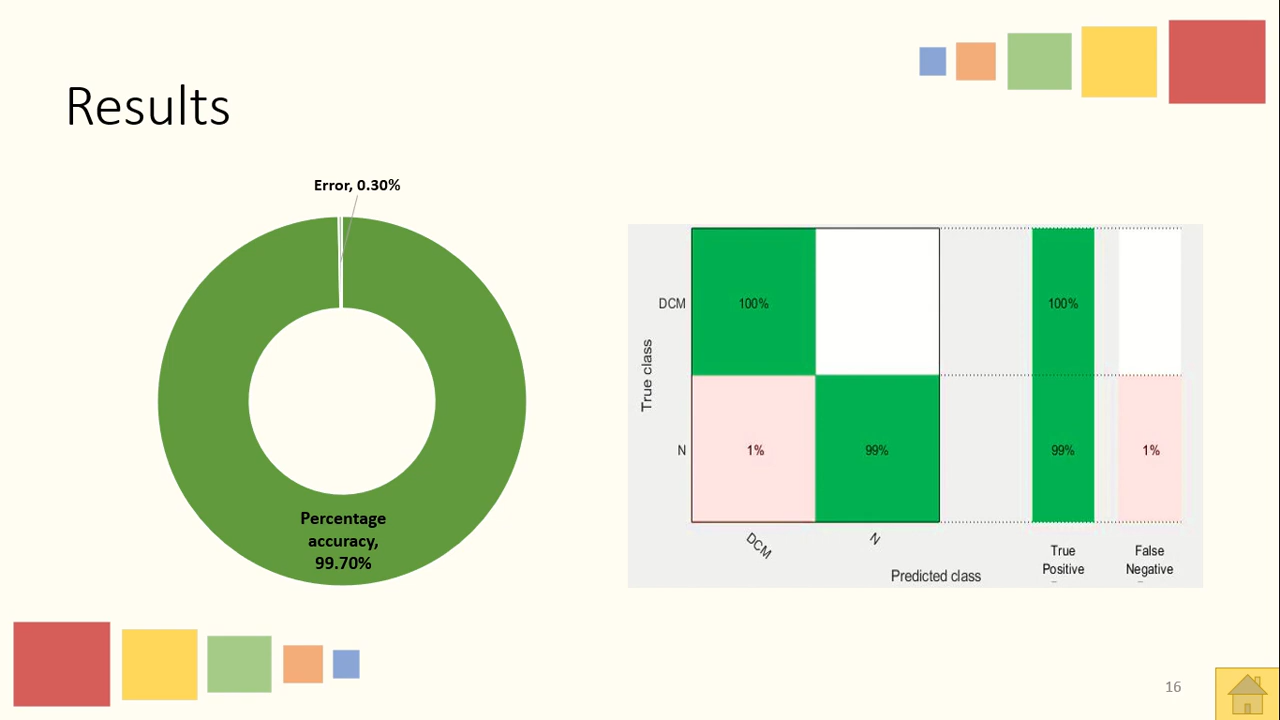 Results
Error, 0.30%
Percentage
accuracy,
99.70%
True class
DCM
100%
100%
N
1%
99%
99%
1%
DCM
N
Predicted class
True
Positive
False
Negative
16